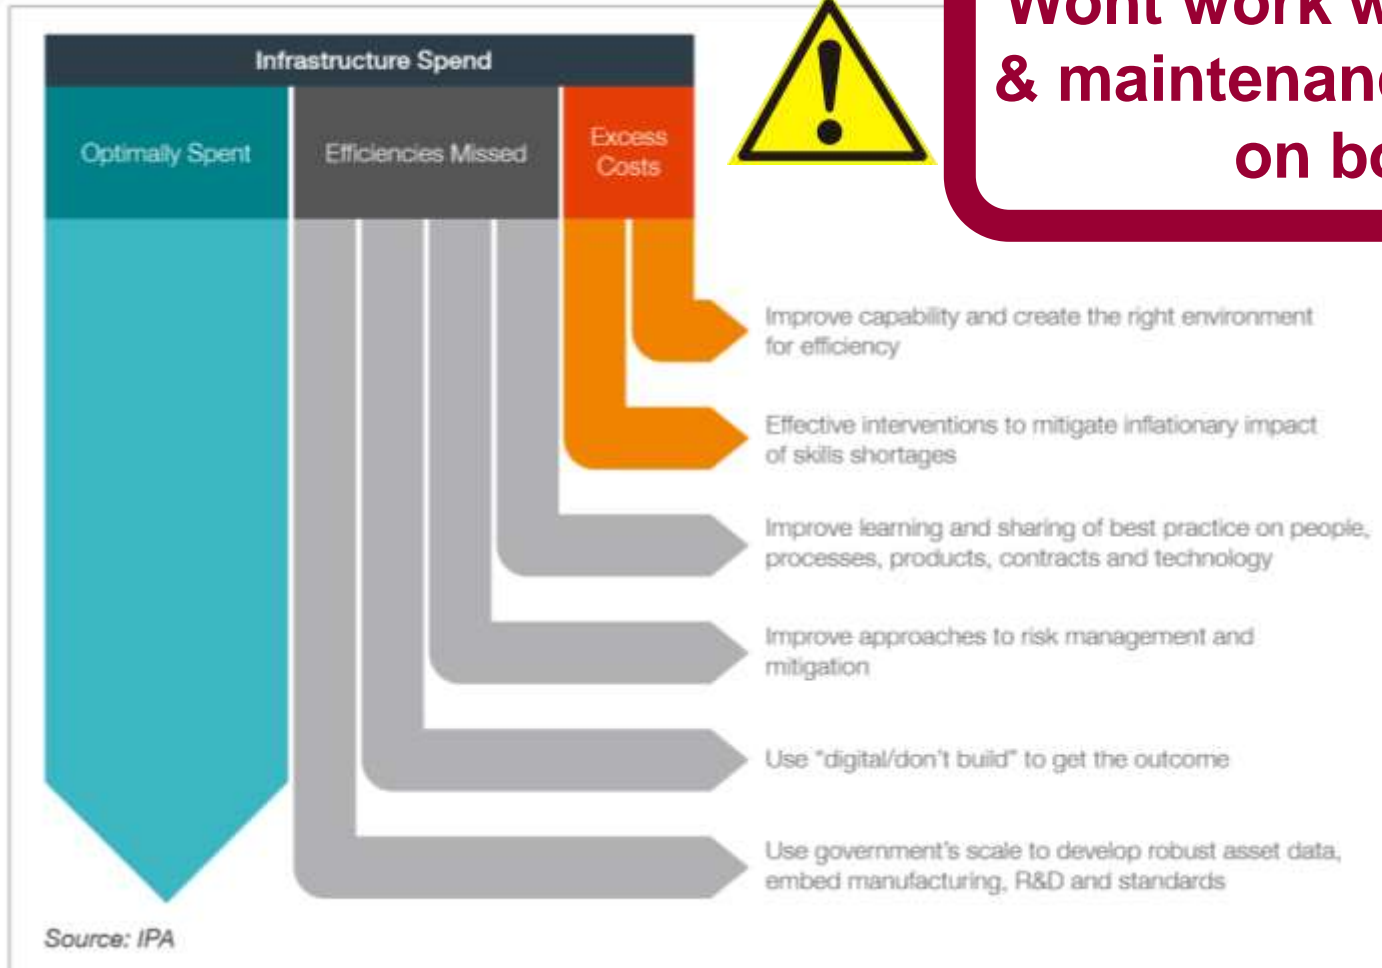 Wont work w
& maintenan
on bo
Infrastructure Spend
Optimally Spent
Efficiencies Missed
Excess
Costs
Improve capability and create the right environment
for efficiency
Effective interventions to mitigate inflationary impact
of skills shortages
Improve learning and sharing of best practice on people,
processes, products, contracts and technology
Improve approaches to risk management and
mitigation
Use "digital/don't build" to get the outcome
Use government's scale to develop robust asset data,
embed manufacturing, R&D and standards
Source: IPA